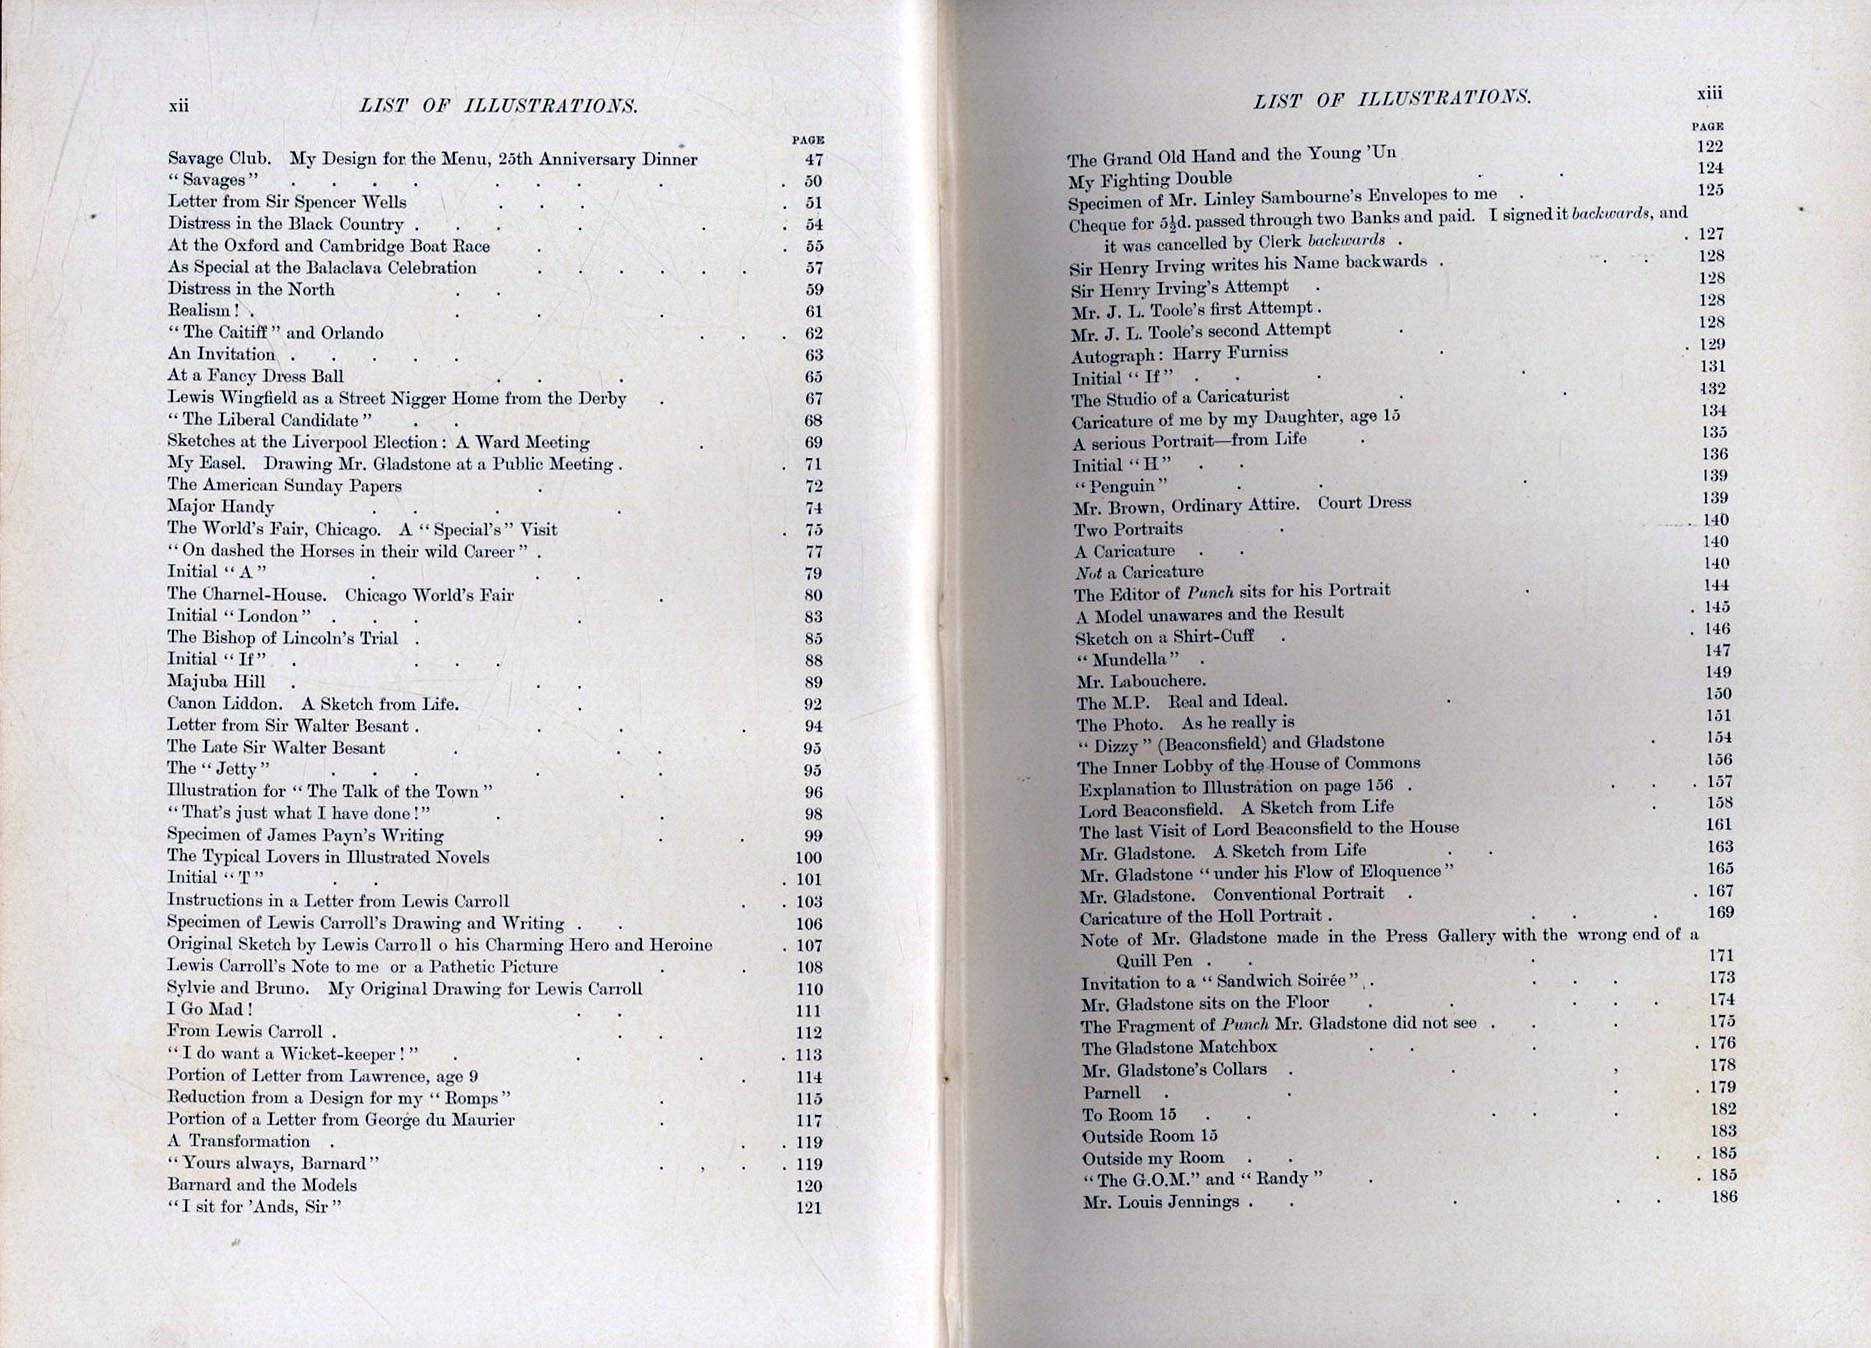 xii LIST OF ILLUSTRATIONS.
PAGE
Savage Club. My Design for the Menu, 25th Anniversary Dinner 47
“Savages” . . . . . . . . . 50
Letter from Sir Spencer Wells . . . . 51
Distress in the Black Country . . . . . . 54
At the Oxford and Cambridge Boat Race . . 55
As Special at the Balaclava Celebration . . . . . . 57
Distress in the North . . 59
Realism! . . . . 61
“The Caitiff” and Orlando . . . 62
An Invitation . . . . . 63
At a Fancy Dress Ball . . . 65
Lewis Wingfield as a Street Nigger Home from the Derby . 67
“The Liberal Candidate” . . 68
Sketches at the Liverpool Election: A Ward Meeting . 69
My Easel. Drawing Mr. Gladstone at a Public Meeting . . 71
The American Sunday Papers . 72
Major Handy . . . . 74
The World's Fair, Chicago. A “Special's” Visit . 75
“On dashed the Horses in their wild Career” . 77
Initial “A” . . . 79
The Charnel-House. Chicago World's Fair . 80
Initial “London” . . . . 83
The Bishop of Lincoln's Trial . 85
Initial “If” . . . . 88
Majuba Hill . . . 89
Canon Liddon. A Sketch from Life. . 92
Letter from Sir Walter Besant . . . . 94
The Late Sir Walter Besant . . . 95
The “Jetty” . . . . . 95
Illustration for “The Talk of the Town” . 96
“That's just what I have done!” . . 98
Specimen of James Payn's Writing . . 99
The Typical Lovers in Illustrated Novels 100
Initial “T” . . . 101
Instructions in a Letter from Lewis Carroll . . 103
Specimen of Lewis Carroll's Drawing and Writing . . 106
Original Sketch by Lewis Carroll o his Charming Hero and Heroine . 107
Lewis Carroll's Note to me or a Pathetic Picture . . 108
Sylvie and Bruno. My Original Drawing for Lewis Carroll 110
I Go Mad! . . 111
From Lewis Carroll . . . 112
“I do want a Wicket-keeper!” . . . . 113
Portion of Letter from Lawrence, age 9 . 114
Reduction from a Design for my “Romps” . 115
Portion of a Letter from George du Maurier . 117
A Transformation . . . 119
“Yours always, Barnard” . , . . 119
Barnard and the Models 120
“I sit for 'Ands, Sir” 121
LIST OF ILLUSTRATIONS. xiii
PAGE
The Grand Old Hand and the Young 'Un 122
My Fighting Double . . 124
Specimen of Mr. Linley Sambourne's Envelopes to me . 125
Cheque for 5½d. passed through two Banks and paid. I signed it backwards, and
it was cancelled by Clerk backwards . . 127
Sir Henry Irving writes his Name backwards . . . 128
Sir Henry Irving's Attempt . 128
Mr. J. L. Toole's first Attempt . 128
Mr. J. L. Toole's second Attempt . 128
Autograph: Harry Furniss . . 129
Initial “If” . . . . 131
The Studio of a Caricaturist . . 132
Caricature of me by my Daughter, age 15 134
A serious Portrait—from Life . 135
Initial “H” . . 136
“Penguin” . . . 139
Mr. Brown, Ordinary Attire. Court Dress 139
Two Portraits . . 140
A Caricature . . 140
Not a Caricature 140
The Editor of Punch sits for his Portrait . 144
A Model unawares and the Result . 145
Sketch on a Shirt-Cuff . . 146
“Mundella” . 147
Mr. Labouchere. 149
The M.P. Real and Ideal. . 150
The Photo. As he really is 151
“Dizzy” (Beaconsfield) and Gladstone . 154
The Inner Lobby of the House of Commons 156
Explanation to Illustration on page 156 . . . . 157
Lord Beaconsfield. A Sketch from Life . 158
The last Visit of Lord Beaconsfield to the House 161
Mr. Gladstone. A Sketch from Life . . 163
Mr. Gladstone “under his Flow of Eloquence” 165
Mr. Gladstone. Conventional Portrait . . 167
Caricature of the Holl Portrait . . . . 169
Note of Mr. Gladstone made in the Press Gallery with the wrong end of a
Quill Pen . . . 171
Invitation to a “Sandwich Soirée” . . . . 173
Mr. Gladstone sits on the Floor . . . . . 174
The Fragment of Punch Mr. Gladstone did not see . . . 175
The Gladstone Matchbox . . . . 176
Mr. Gladstone's Collars . . , 178
Parnell . . . . 179
To Room 15 . . . . . 182
Outside Room 15 183
Outside my Room . . . . 185
“The G.O.M.” and “Randy” . . 185
Mr. Louis Jennings . . . . . 186